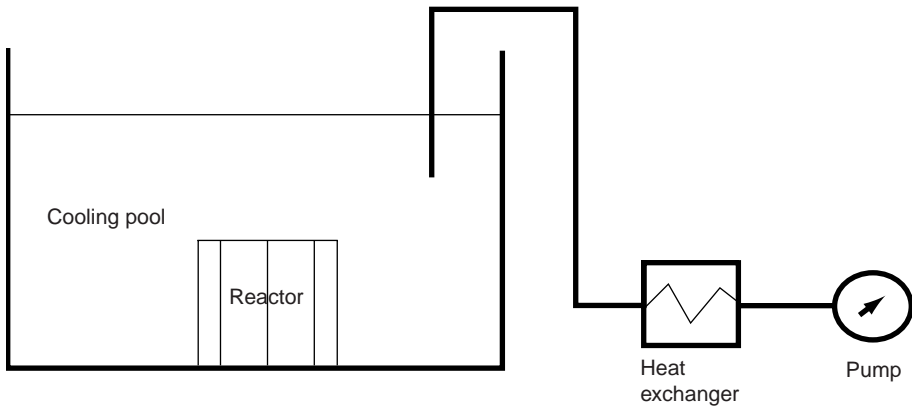 Cooling pool
Reactor
Heat
exchanger
Pump